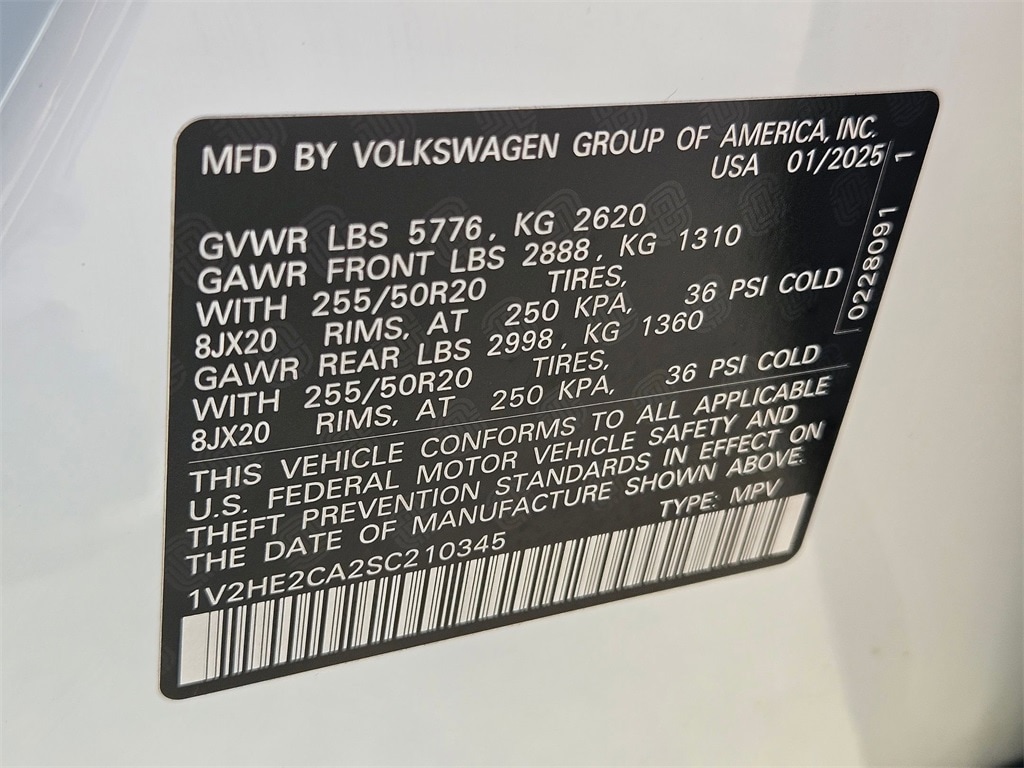 MFD BY VOLKSWAGEN GROUP OF AMERICA, INC.
USA 01/2025
GVWR LBS 5776, KG 2620
GAWR FRONT LBS 2888, KG 1310
WITH 255/50R20 TIRES,
8JX20 RIMS, AT 250 KPA, 36 PSI COLD
GAWR REAR LBS 2998, KG 1360
WITH 255/50R20 TIRES,
8JX20 RIMS, AT 250 KPA, 36 PSI COLD
THIS VEHICLE CONFORMS TO ALL APPLICABLE
U.S. FEDERAL MOTOR VEHICLE SAFETY AND
THEFT PREVENTION STANDARDS IN EFFECT ON
THE DATE OF MANUFACTURE SHOWN ABOVE.
TYPE: MPV
1V2HE2CA2SC210345
0228091 1